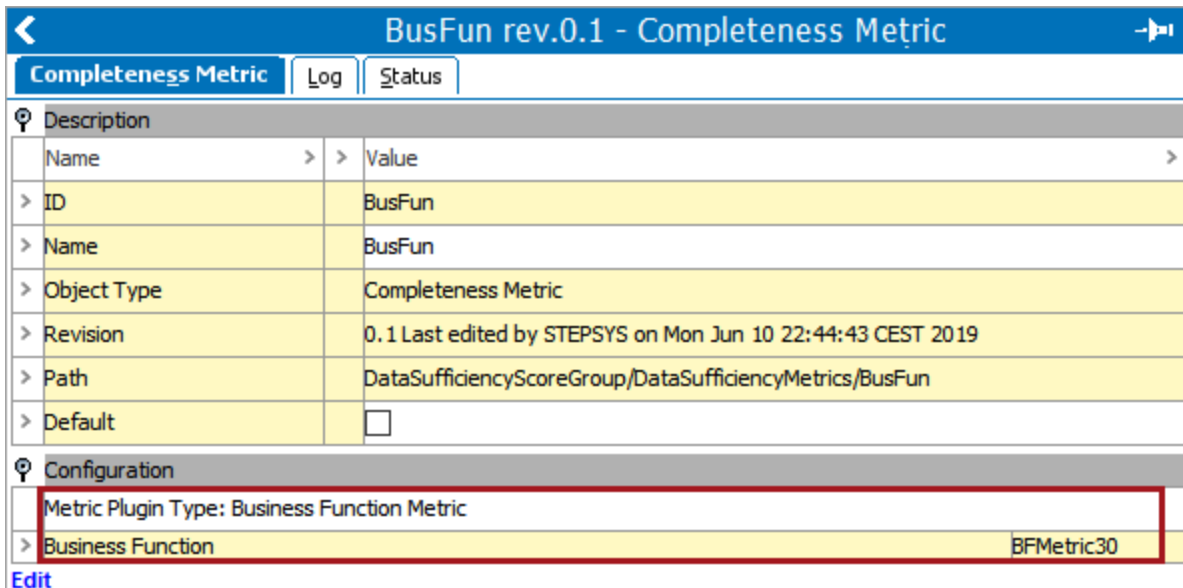 BusFun rev.0.1 - Completeness Metric
Completeness Metric Log Status
Description
Name > > Value >
> ID BusFun
> Name BusFun
> Object Type Completeness Metric
> Revision 0.1 Last edited by STEPSYS on Mon Jun 10 22:44:43 CEST 2019
> Path DataSufficiencyScoreGroup/DataSufficiencyMetrics/BusFun
> Default
Configuration
Metric Plugin Type: Business Function Metric
> Business Function BFMetric30
Edit